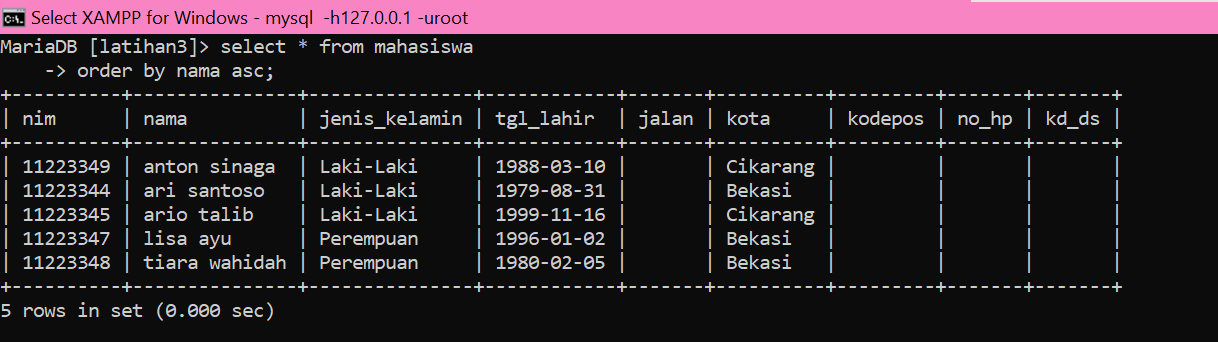 Select XAMPP for Windows - mysql  -h127.0.0.1 -uroot
MariaDB [latihan3]> select * from mahasiswa
    -> order by nama asc;
+----------+---------------+---------------+------------+-------+----------+---------+-------+-------+
| nim      | nama          | jenis_kelamin | tgl_lahir  | jalan | kota     | kodepos | no_hp | kd_ds |
+----------+---------------+---------------+------------+-------+----------+---------+-------+-------+
| 11223349 | anton sinaga  | Laki-Laki     | 1988-03-10 |       | Cikarang |         |       |       |
| 11223344 | ari santoso   | Laki-Laki     | 1979-08-31 |       | Bekasi   |         |       |       |
| 11223345 | ario talib    | Laki-Laki     | 1999-11-16 |       | Cikarang |         |       |       |
| 11223347 | lisa ayu      | Perempuan     | 1996-01-02 |       | Bekasi   |         |       |       |
| 11223348 | tiara wahidah | Perempuan     | 1980-02-05 |       | Bekasi   |         |       |       |
+----------+---------------+---------------+------------+-------+----------+---------+-------+-------+
5 rows in set (0.000 sec)